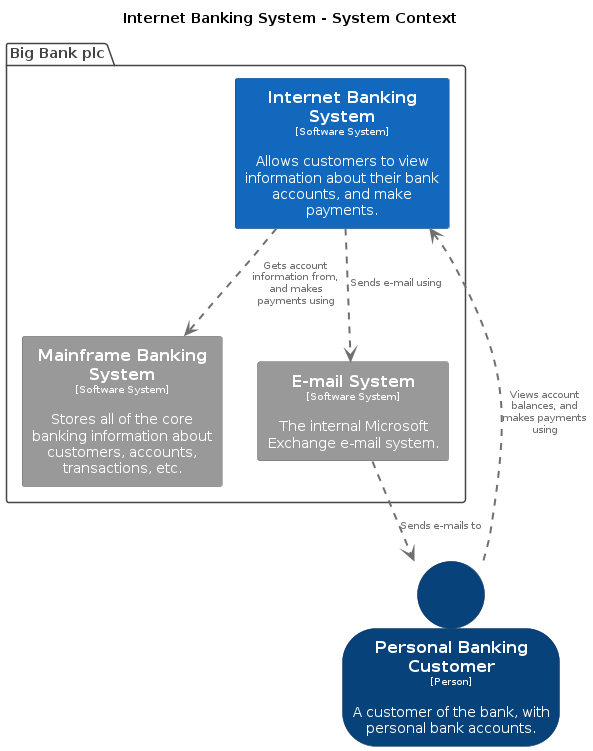 Internet Banking System - System Context
Big Bank plc
Internet Banking
System
[Software System]
Allows customers to view
information about their bank
accounts, and make
payments.
Gets account
information from,
and makes
payments using
Sends e-mail using
Mainframe Banking
System
[Software System]
Stores all of the core
banking information about
customers, accounts,
transactions, etc.
E-mail System
[Software System]
The internal Microsoft
Exchange e-mail system.
Views account
balances, and
makes payments
using
Sends e-mails to
Personal Banking
Customer
[Person]
A customer of the bank, with
personal bank accounts.